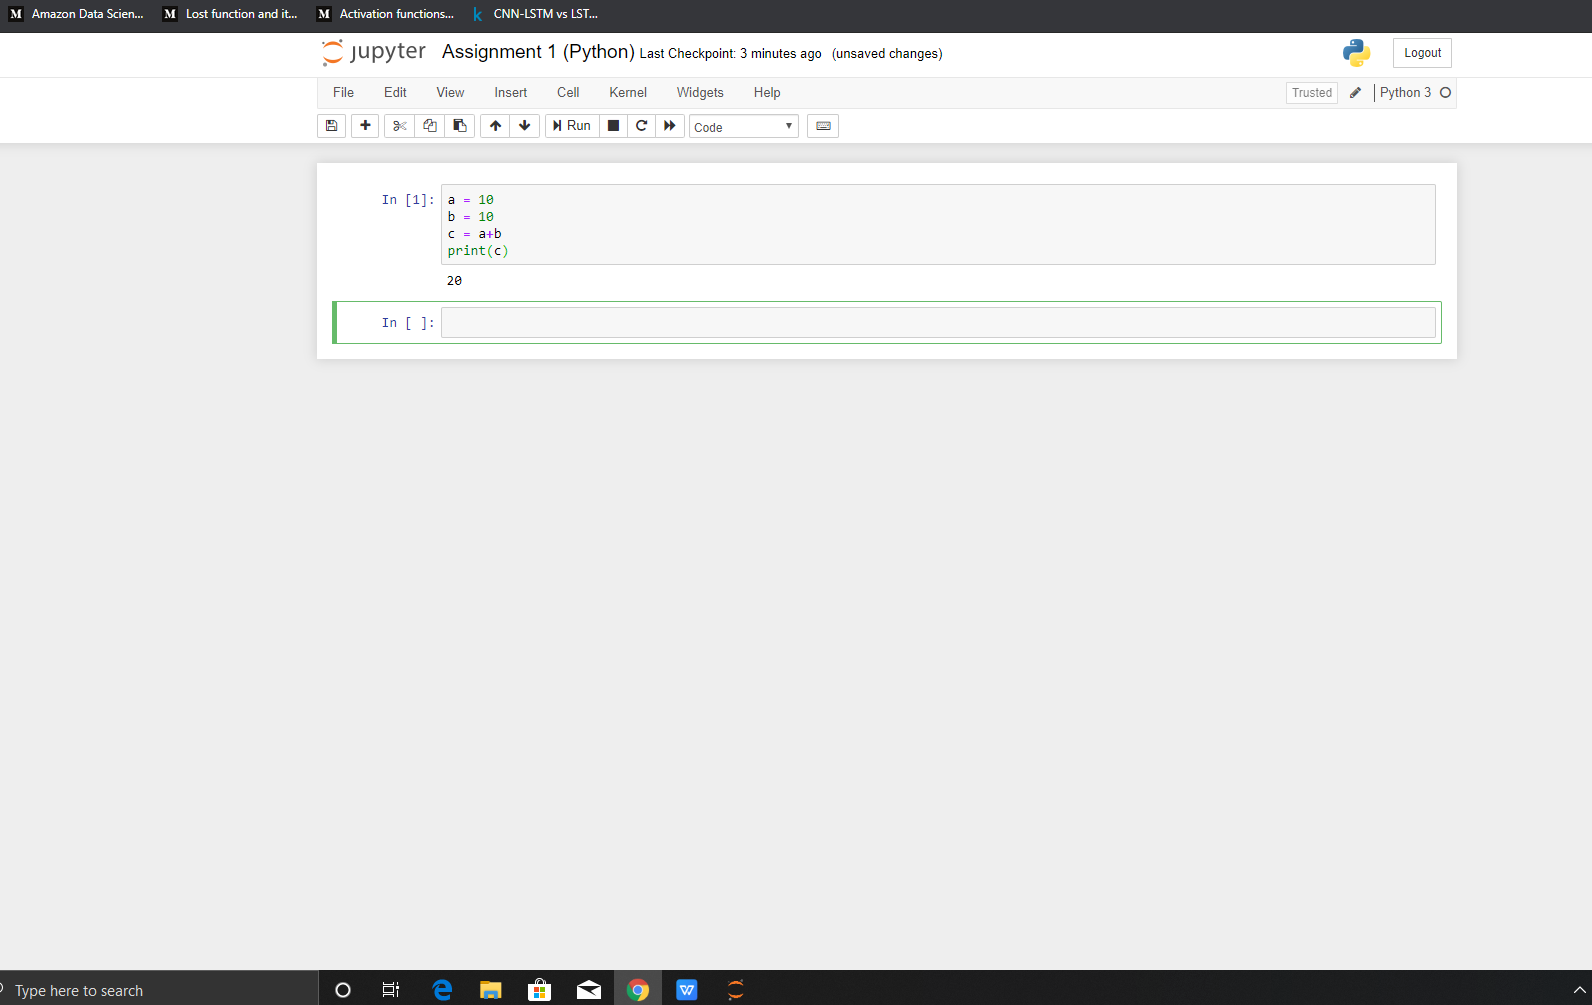 M Amazon Data Scien... M Lost function and it... M Activation functions... k CNN-LSTM vs LST...
jupyter Assignment 1 (Python) Last Checkpoint: 3 minutes ago (unsaved changes) Logout
File Edit View Insert Cell Kernel Widgets Help Trusted Python 3
Run Code
In [1]: a = 10
b = 10
c = a+b
print(c)
20
In [ ]:
Type here to search